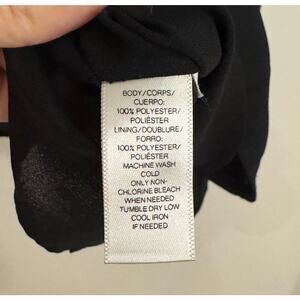 BODY/CORPS/
CUERPO:
100% POLYESTER/
POLIÉSTER
LINING/DOUBLURE/
FORRO:
100% POLYESTER/
POLIÉSTER
MACHINE WASH
COLD
ONLY NON-
CHLORINE BLEACH
WHEN NEEDED
TUMBLE DRY LOW
COOL IRON
IF NEEDED